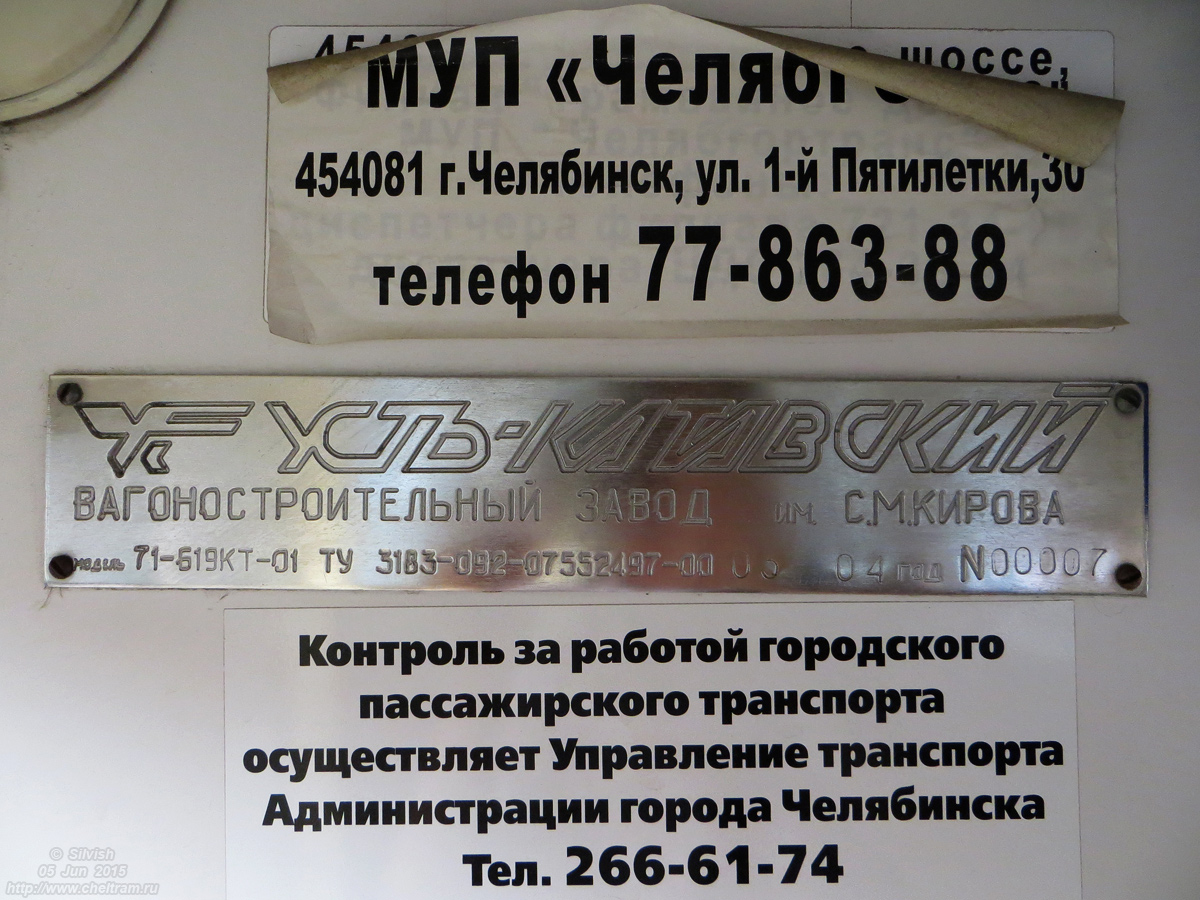 МУП «Челябг
шоссе,
454081 г.Челябинск, ул. 1-й Пятилетки,30
телефон 77-863-88
УСТЬ-КАТАВСКИЙ
ВАГОНОСТРОИТЕЛЬНЫЙ ЗАВОД ИМ. С.М.КИРОВА
МОДЕЛЬ 71-619КТ-01 ТУ 3183-092-07552497-00 04 ГОД N00007
Контроль за работой городского
пассажирского транспорта
осуществляет Управление транспорта
Администрации города Челябинска
Тел. 266-61-74
© Silvish
05 Jun 2015
http://www.cheltram.ru